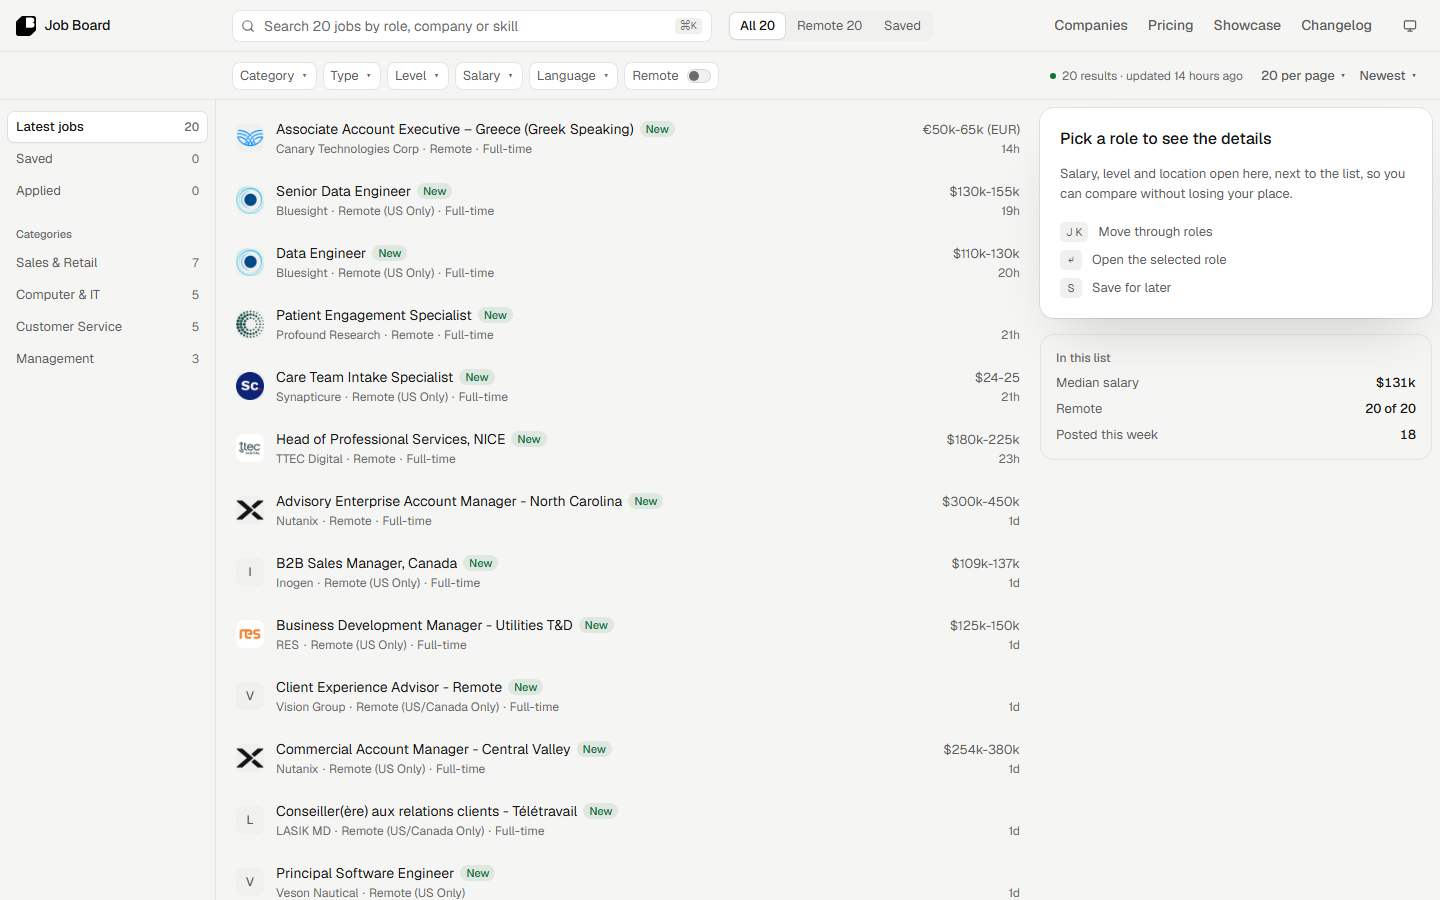 Job Board
Search 20 jobs by role, company or skill
⌘K
All 20
Remote 20
Saved
Companies
Pricing
Showcase
Changelog
Category
Type
Level
Salary
Language
Remote
20 results · updated 14 hours ago
20 per page
Newest
Latest jobs 20
Saved 0
Applied 0
Categories
Sales & Retail 7
Computer & IT 5
Customer Service 5
Management 3
Associate Account Executive – Greece (Greek Speaking) New €50k-65k (EUR)
Canary Technologies Corp · Remote · Full-time 14h
Senior Data Engineer New $130k-155k
Bluesight · Remote (US Only) · Full-time 19h
Data Engineer New $110k-130k
Bluesight · Remote (US Only) · Full-time 20h
Patient Engagement Specialist New
Profound Research · Remote · Full-time 21h
Sc
Care Team Intake Specialist New $24-25
Synapticure · Remote (US Only) · Full-time 21h
ttec
DIGITAL
Head of Professional Services, NICE New $180k-225k
TTEC Digital · Remote · Full-time 23h
Advisory Enterprise Account Manager - North Carolina New $300k-450k
Nutanix · Remote · Full-time 1d
I
B2B Sales Manager, Canada New $109k-137k
Inogen · Remote (US Only) · Full-time 1d
res
Business Development Manager - Utilities T&D New $125k-150k
RES · Remote (US Only) · Full-time 1d
V
Client Experience Advisor - Remote New
Vision Group · Remote (US/Canada Only) · Full-time 1d
Commercial Account Manager - Central Valley New $254k-380k
Nutanix · Remote (US Only) · Full-time 1d
L
Conseiller(ère) aux relations clients - Télétravail New
LASIK MD · Remote (US/Canada Only) · Full-time 1d
V
Principal Software Engineer New
Veson Nautical · Remote (US Only) 1d
Pick a role to see the details
Salary, level and location open here, next to the list, so you
can compare without losing your place.
J K Move through roles
↵ Open the selected role
S Save for later
In this list
Median salary $131k
Remote 20 of 20
Posted this week 18